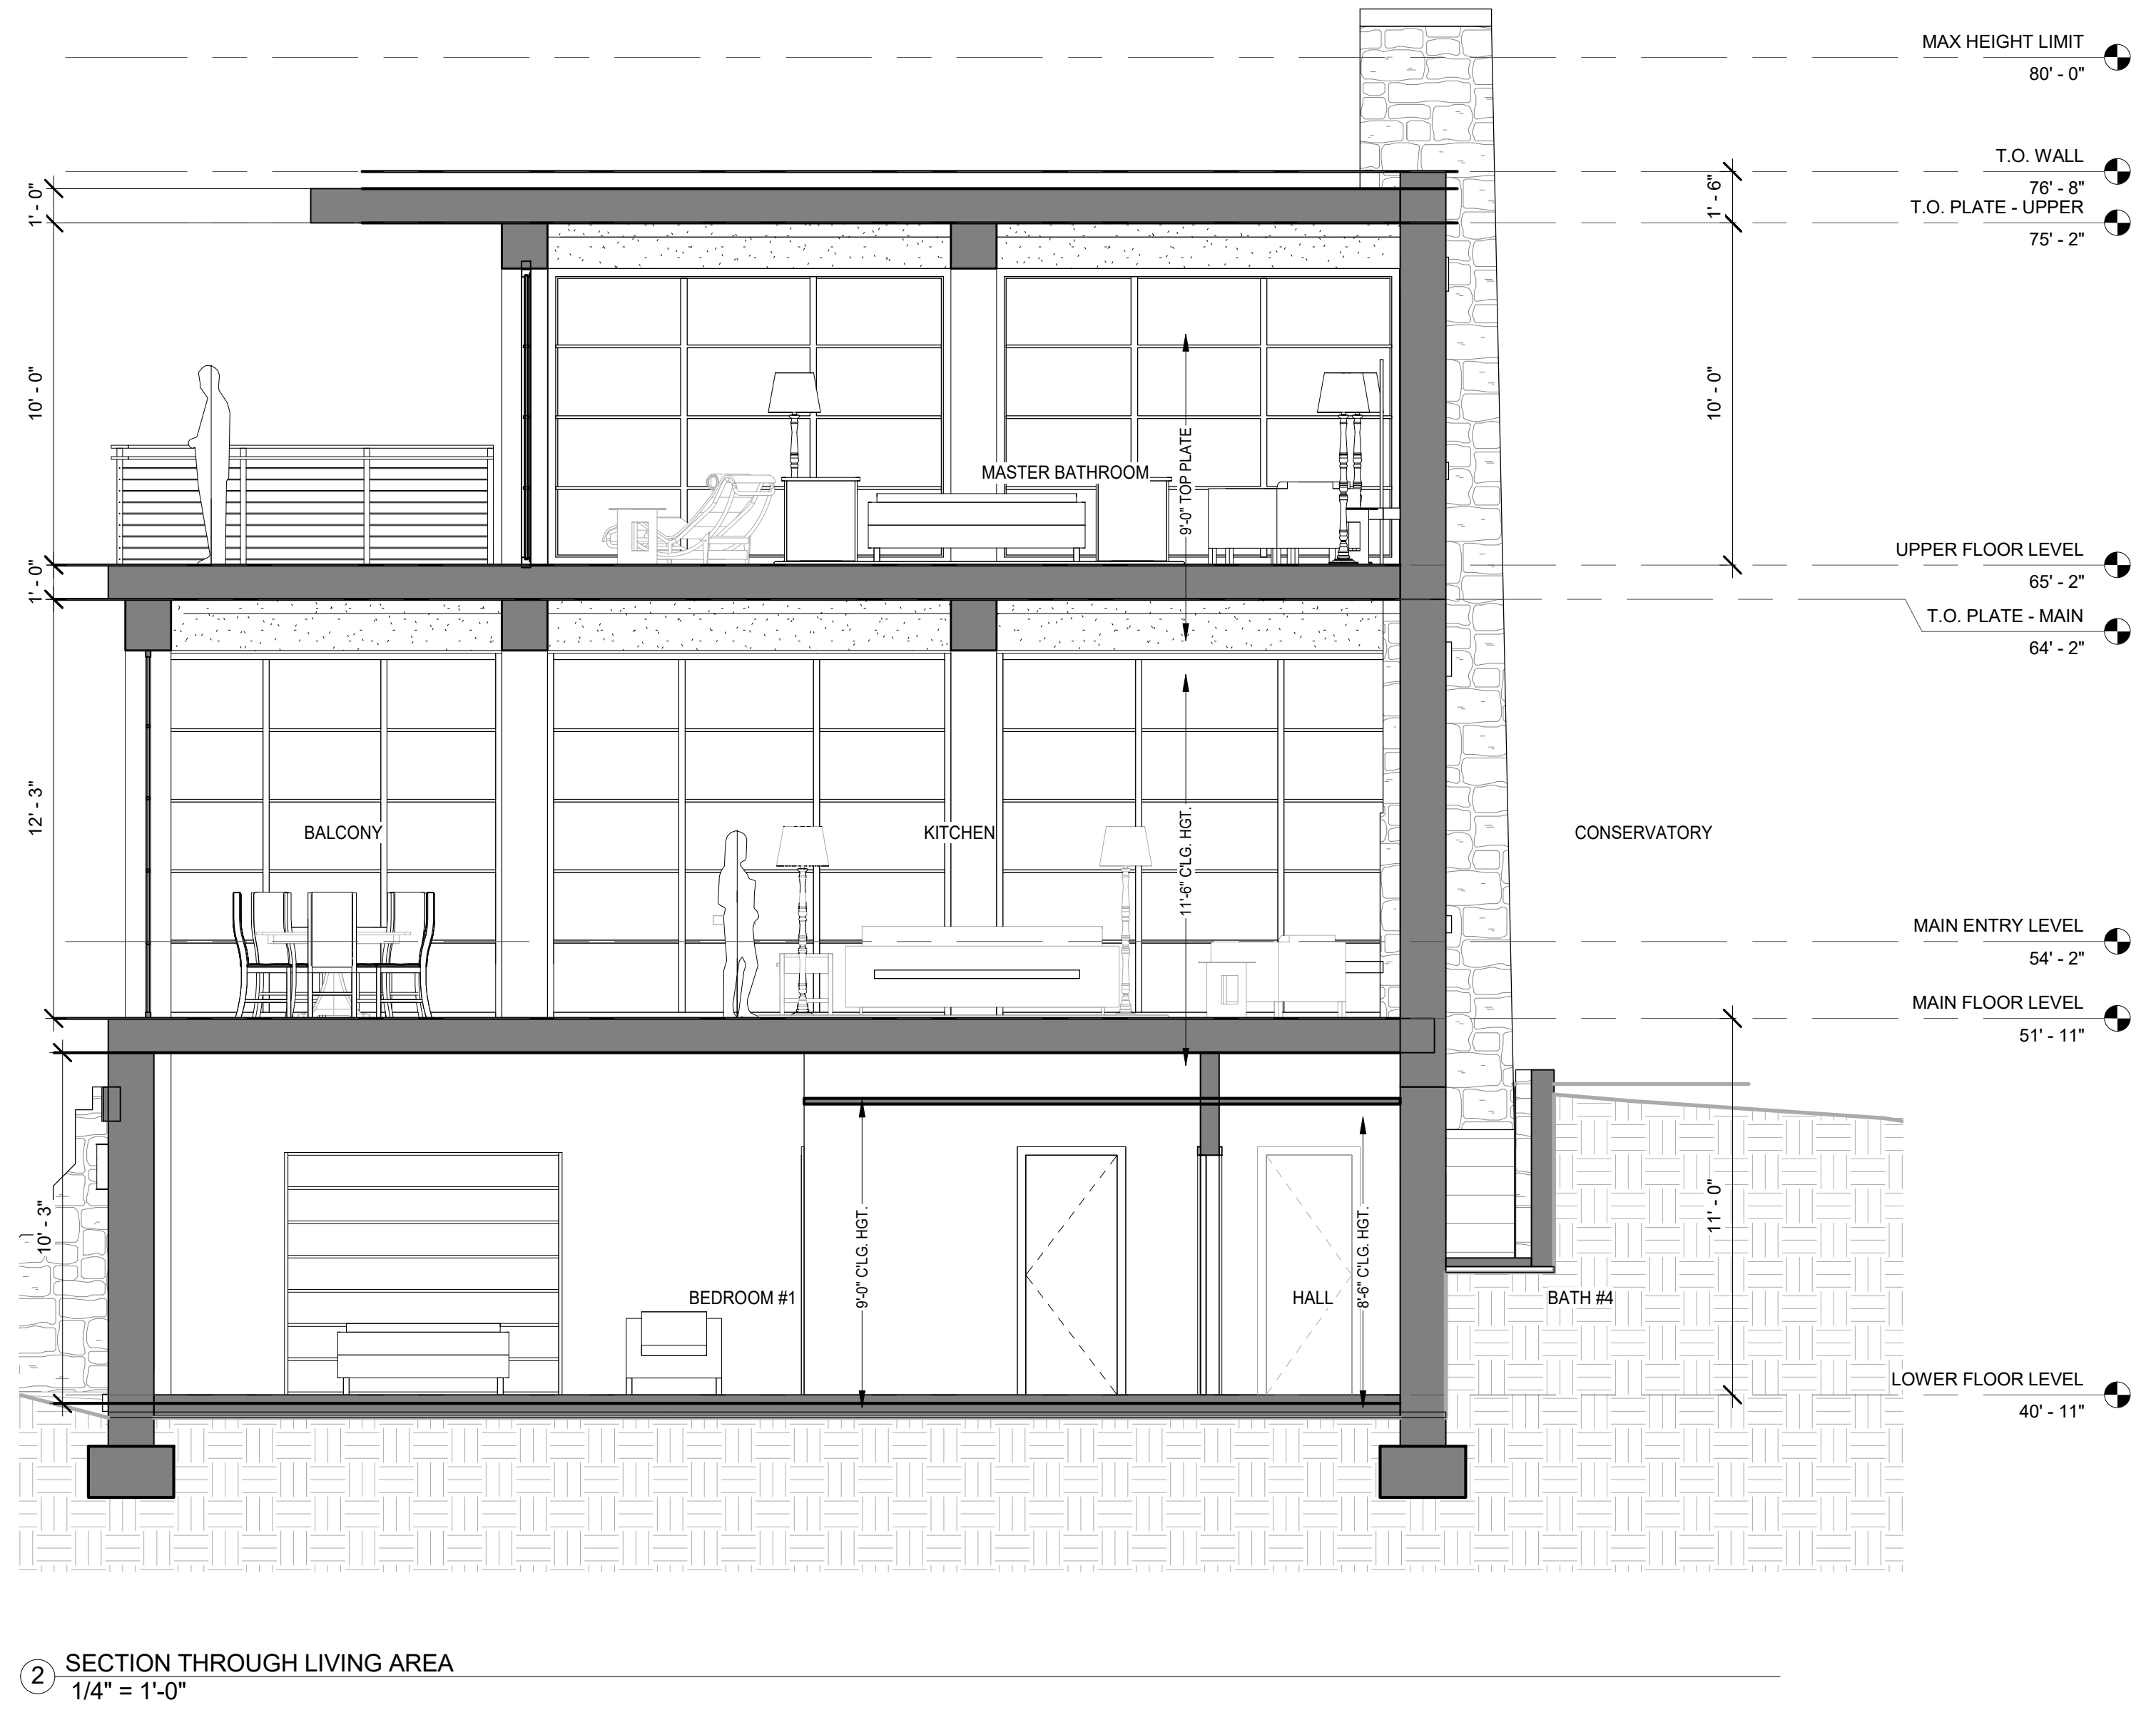 MAX HEIGHT LIMIT
80' - 0"
T.O. WALL
76' - 8"
T.O. PLATE - UPPER
75' - 2"
1' - 0"
1' - 6"
10' - 0"
10' - 0"
MASTER BATHROOM
9'-0" TOP PLATE
UPPER FLOOR LEVEL
65' - 2"
1' - 0"
T.O. PLATE - MAIN
64' - 2"
12' - 3"
BALCONY
KITCHEN
11'-6" C'LG. HGT.
CONSERVATORY
MAIN ENTRY LEVEL
54' - 2"
MAIN FLOOR LEVEL
51' - 11"
10' - 3"
BEDROOM #1
9'-0" C'LG. HGT.
HALL
8'-6" C'LG. HGT.
BATH #4
11' - 0"
LOWER FLOOR LEVEL
40' - 11"
2
SECTION THROUGH LIVING AREA
1/4" = 1'-0"